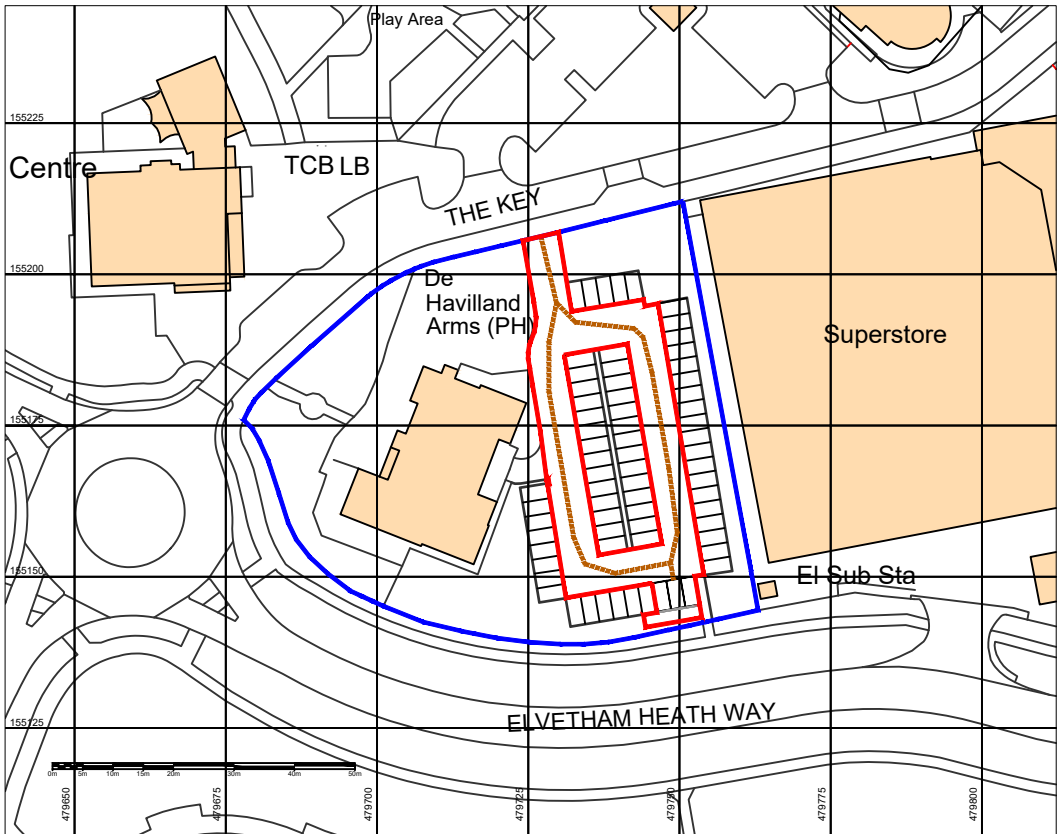 Play Area
155225
Centre
TCB LB
THE KEY
155200
De
Havilland
Arms (PH)
Superstore
155175
155150
El Sub Sta
ELVETHAM HEATH WAY
155125
0m 5m 10m 15m 20m 30m 40m 50m
479650 479675 479700 479725 479750 479775 479800